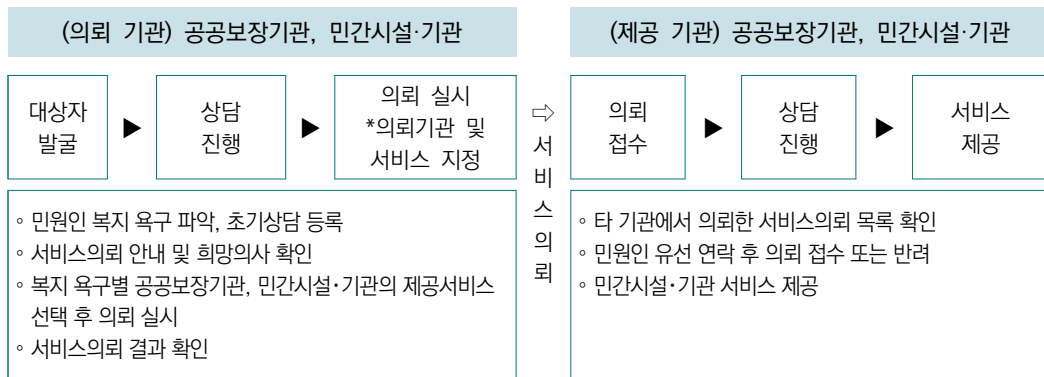 (의뢰 기관) 공공보장기관, 민간시설·기관
대상자
발굴
▶
상담
진행
▶
의뢰 실시
*의뢰기관 및
서비스 지정
◦ 민원인 복지 욕구 파악, 초기상담 등록
◦ 서비스의뢰 안내 및 희망의사 확인
◦ 복지 욕구별 공공보장기관, 민간시설·기관의 제공서비스
선택 후 의뢰 실시
◦ 서비스의뢰 결과 확인
⇨
서
비
스
의
뢰
(제공 기관) 공공보장기관, 민간시설·기관
의뢰
접수
▶
상담
진행
▶
서비스
제공
◦ 타 기관에서 의뢰한 서비스의뢰 목록 확인
◦ 민원인 유선 연락 후 의뢰 접수 또는 반려
◦ 민간시설·기관 서비스 제공